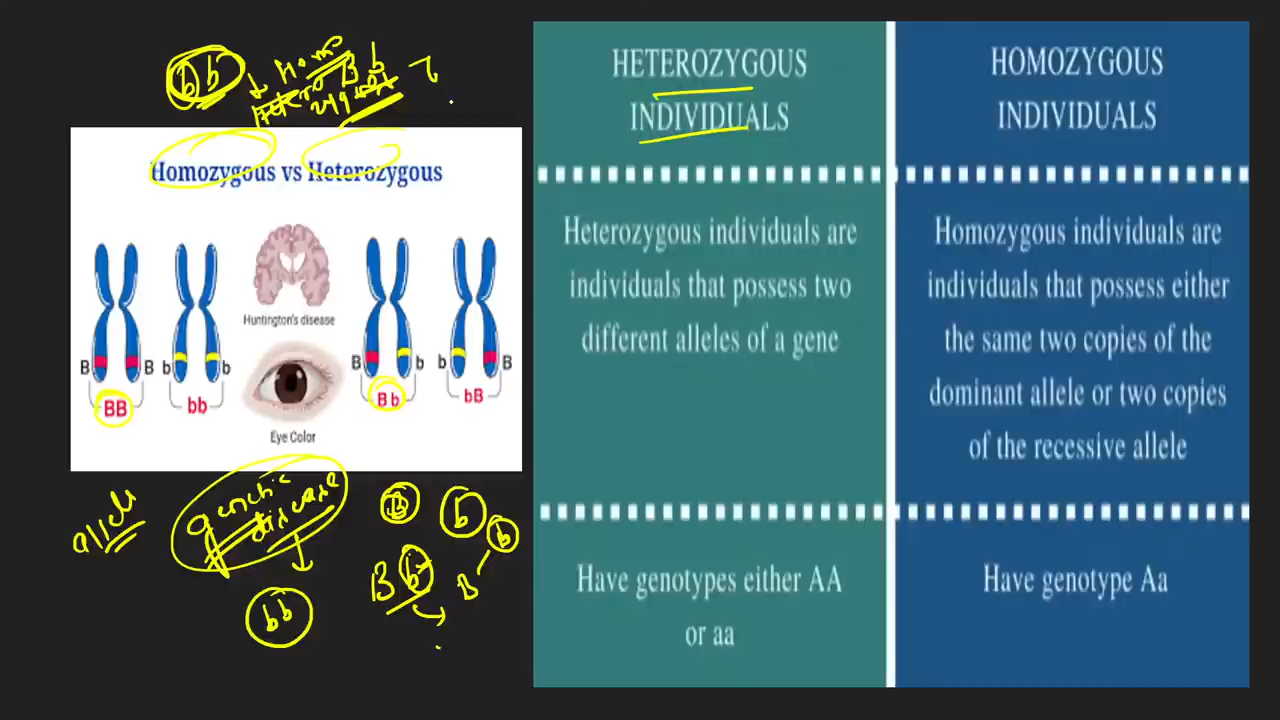 bb
Homo
B b
Homozygous vs Heterozygous
Huntington's disease
B B b b B b b B
BB bb Bb bB
Eye Color
allele
genetic
disease
B b
b
B b B
bb
HETEROZYGOUS
INDIVIDUALS
Heterozygous individuals are
individuals that possess two
different alleles of a gene
Have genotypes either AA
or aa
HOMOZYGOUS
INDIVIDUALS
Homozygous individuals are
individuals that possess either
the same two copies of the
dominant allele or two copies
of the recessive allele
Have genotype Aa